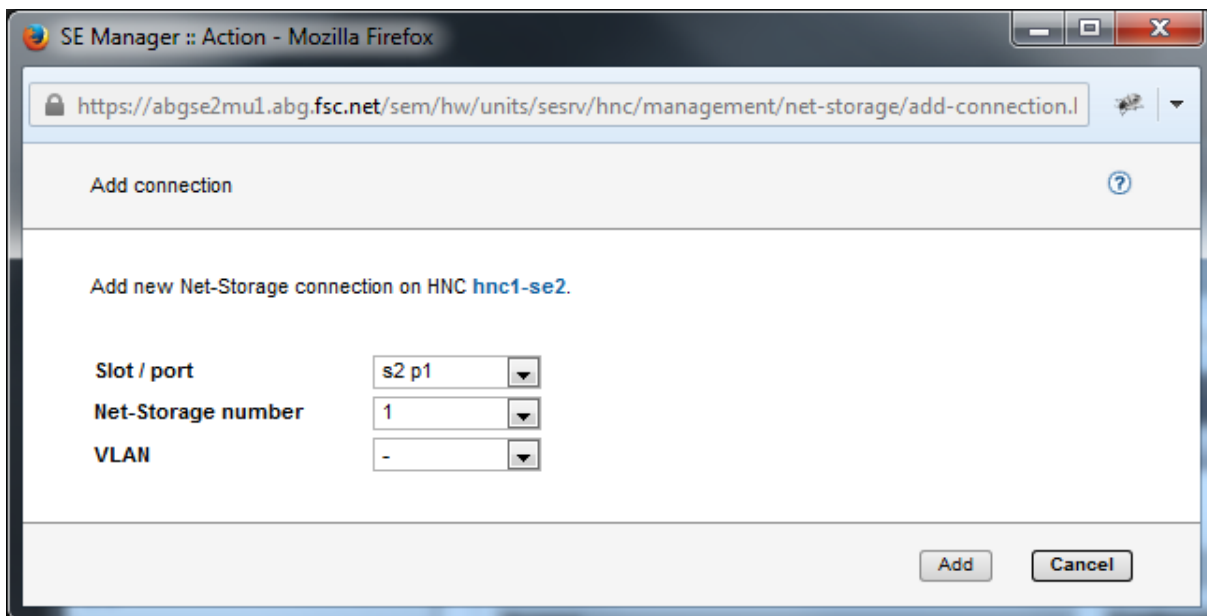 SE Manager :: Action - Mozilla Firefox
https://abgse2mu1.abg.fsc.net/sem/hw/units/sesrv/hnc/management/net-storage/add-connection.l
Add connection
?
Add new Net-Storage connection on HNC hnc1-se2.
Slot / port s2 p1
Net-Storage number 1
VLAN -
Add Cancel